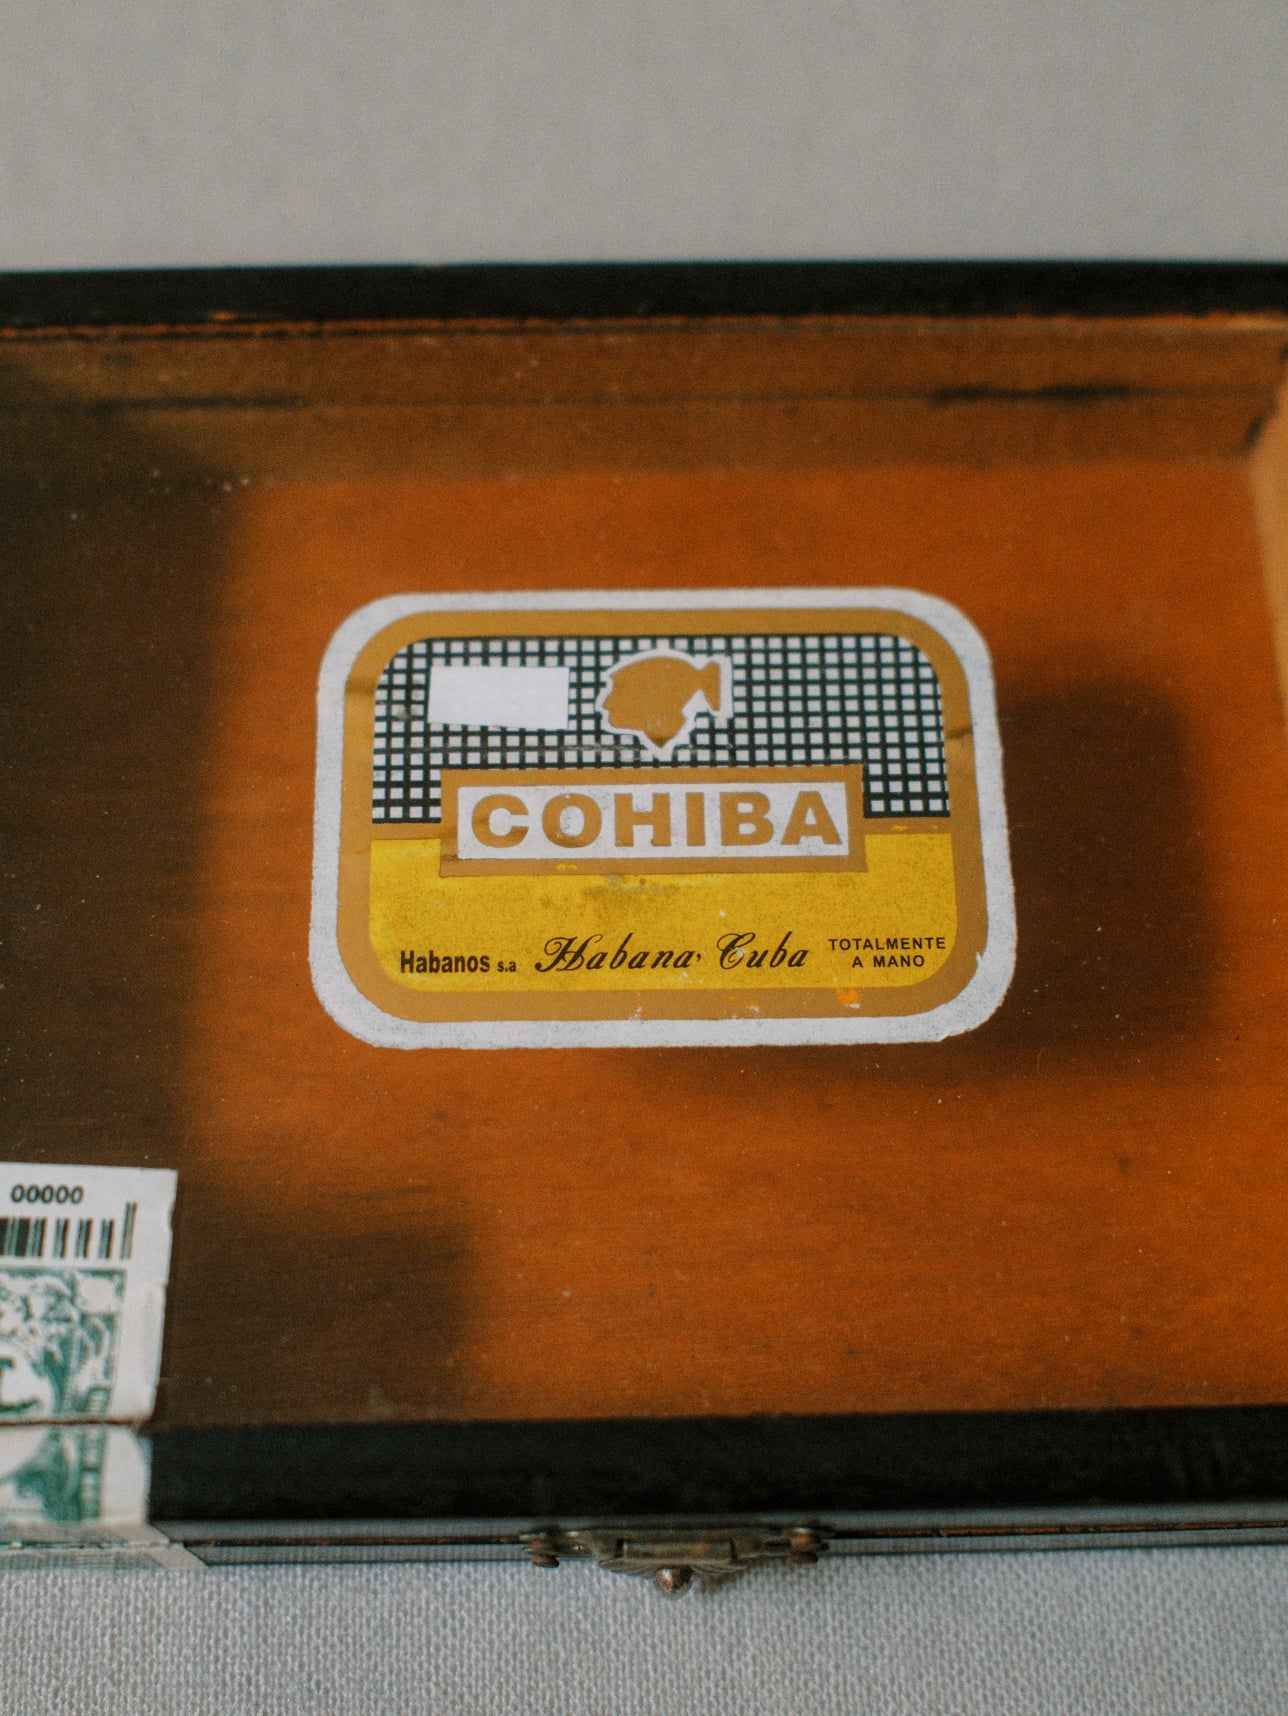 COHIBA
Habanos s.a Habana, Cuba TOTALMENTE
A MANO
00000